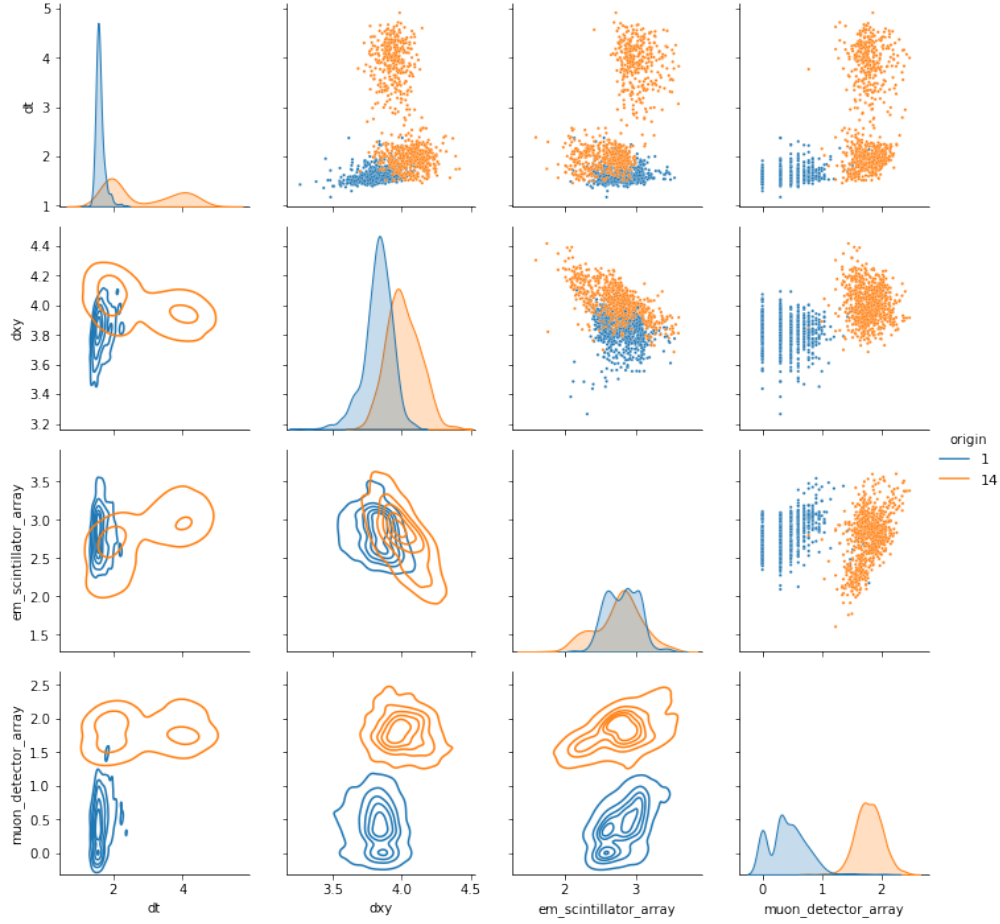 5
4
3
2
1
dt
4.4
4.2
4.0
3.8
3.6
3.4
3.2
dxy
origin
1
14
3.5
3.0
2.5
2.0
1.5
em_scintillator_array
2.5
2.0
1.5
1.0
0.5
0.0
muon_detector_array
2 4
3.5 4.0 4.5
2 3
0 1 2
dt
dxy
em_scintillator_array
muon_detector_array